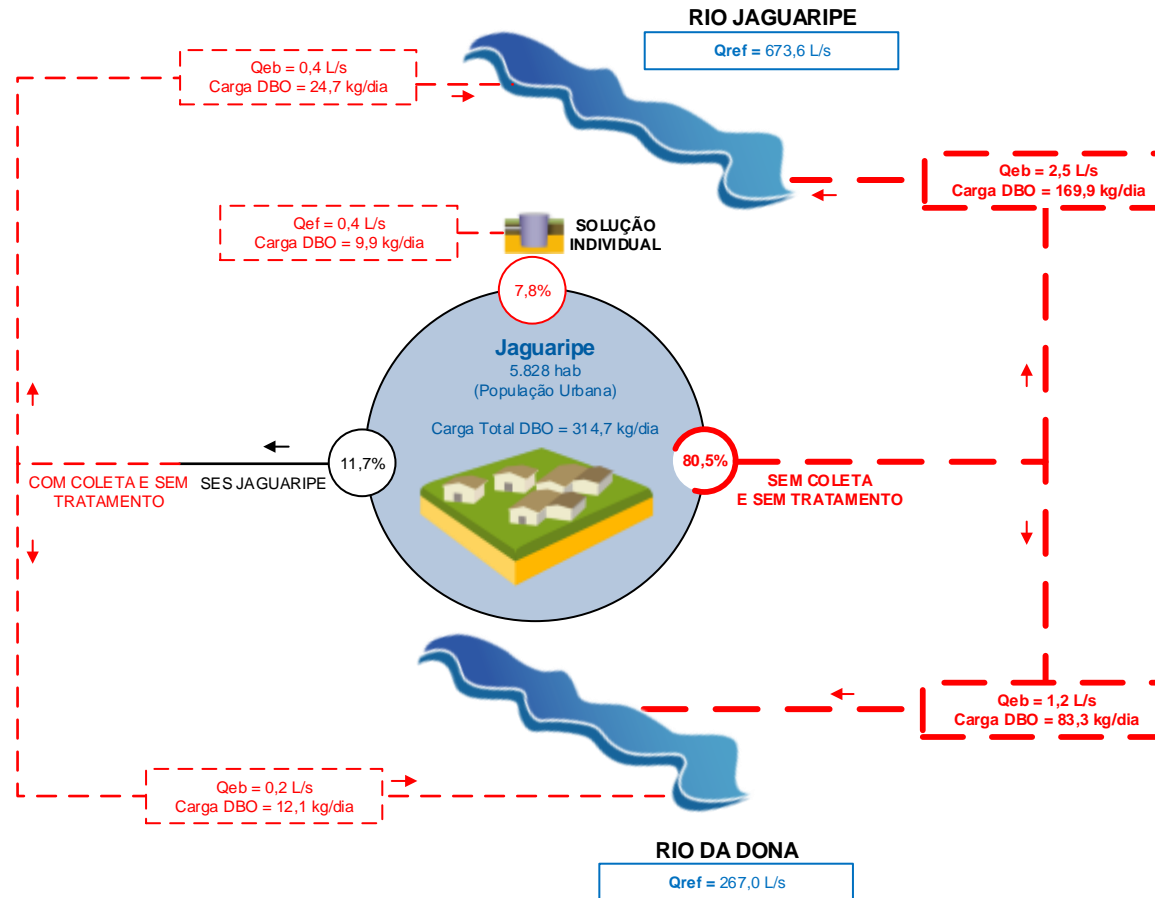 RIO JAGUARIPE
Qref = 673,6 L/s
Qeb = 0,4 L/s
Carga DBO = 24,7 kg/dia
Qeb = 2,5 L/s
Carga DBO = 169,9 kg/dia
Qef = 0,4 L/s
Carga DBO = 9,9 kg/dia
SOLUÇÃO
INDIVIDUAL
7,8%
Jaguaripe
5.828 hab
(População Urbana)
Carga Total DBO = 314,7 kg/dia
11,7%
80,5%
COM COLETA E SEM
TRATAMENTO
SES JAGUARIPE
SEM COLETA
E SEM TRATAMENTO
Qeb = 1,2 L/s
Carga DBO = 83,3 kg/dia
Qeb = 0,2 L/s
Carga DBO = 12,1 kg/dia
RIO DA DONA
Qref = 267,0 L/s